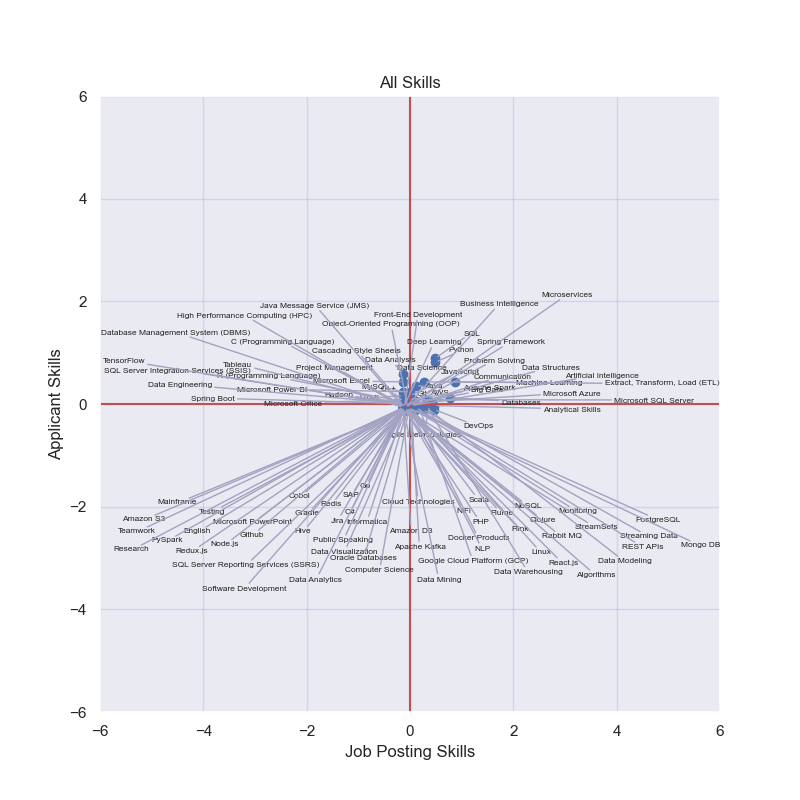 All Skills
6
4
2
0
−2
−4
−6
−6
−4
−2
0
2
4
6
Applicant Skills
Job Posting Skills
Microservices
Java Message Service (JMS)
Business Intelligence
High Performance Computing (HPC)
Front-End Development
Object-Oriented Programming (OOP)
Database Management System (DBMS)
SQL
C (Programming Language)
Deep Learning
Spring Framework
Cascading Style Sheets
Python
TensorFlow
Data Analysis
Problem Solving
Tableau
Project Management
Data Science
Data Structures
SQL Server Integration Services (SSIS)
JavaScript
R (Programming Language)
Communication
Artificial Intelligence
Data Engineering
Microsoft Excel
Machine Learning
Extract, Transform, Load (ETL)
Microsoft Power BI
MySQL
Java
Apache Spark
Big Data
Spring Boot
Hadoop
AWS
Microsoft Azure
Microsoft Office
Databases
Microsoft SQL Server
Analytical Skills
DevOps
Agile Methodologies
Cobol
SAP
Go
Mainframe
Redis
Cloud Technologies
Scala
NoSQL
Testing
Oracle
C#
NiFi
Flume
Monitoring
Amazon S3
Microsoft PowerPoint
Jira
Informatica
PHP
Clojure
PostgreSQL
Teamwork
English
Github
Hive
Amazon D3
Flink
StreamSets
PySpark
Node.js
Public Speaking
Docker Products
Rabbit MQ
Streaming Data
Research
Redux.js
Data Visualization
Apache Kafka
NLP
Linux
REST APIs
Mongo DB
SQL Server Reporting Services (SSRS)
Oracle Databases
Google Cloud Platform (GCP)
React.js
Data Modeling
Computer Science
Data Warehousing
Algorithms
Software Development
Data Analytics
Data Mining